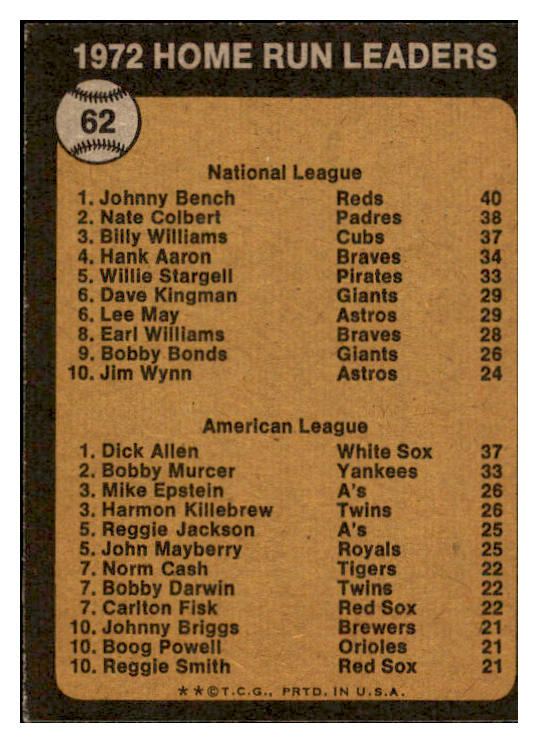 1972 HOME RUN LEADERS
62
National League
1. Johnny Bench Reds 40
2. Nate Colbert Padres 38
3. Billy Williams Cubs 37
4. Hank Aaron Braves 34
5. Willie Stargell Pirates 33
6. Dave Kingman Giants 29
6. Lee May Astros 29
8. Earl Williams Braves 28
9. Bobby Bonds Giants 26
10. Jim Wynn Astros 24
American League
1. Dick Allen White Sox 37
2. Bobby Murcer Yankees 33
3. Mike Epstein A's 26
3. Harmon Killebrew Twins 26
5. Reggie Jackson A's 25
5. John Mayberry Royals 25
7. Norm Cash Tigers 22
7. Bobby Darwin Twins 22
7. Carlton Fisk Red Sox 22
10. Johnny Briggs Brewers 21
10. Boog Powell Orioles 21
10. Reggie Smith Red Sox 21
**©T.C.G., PRTD. IN U.S.A.